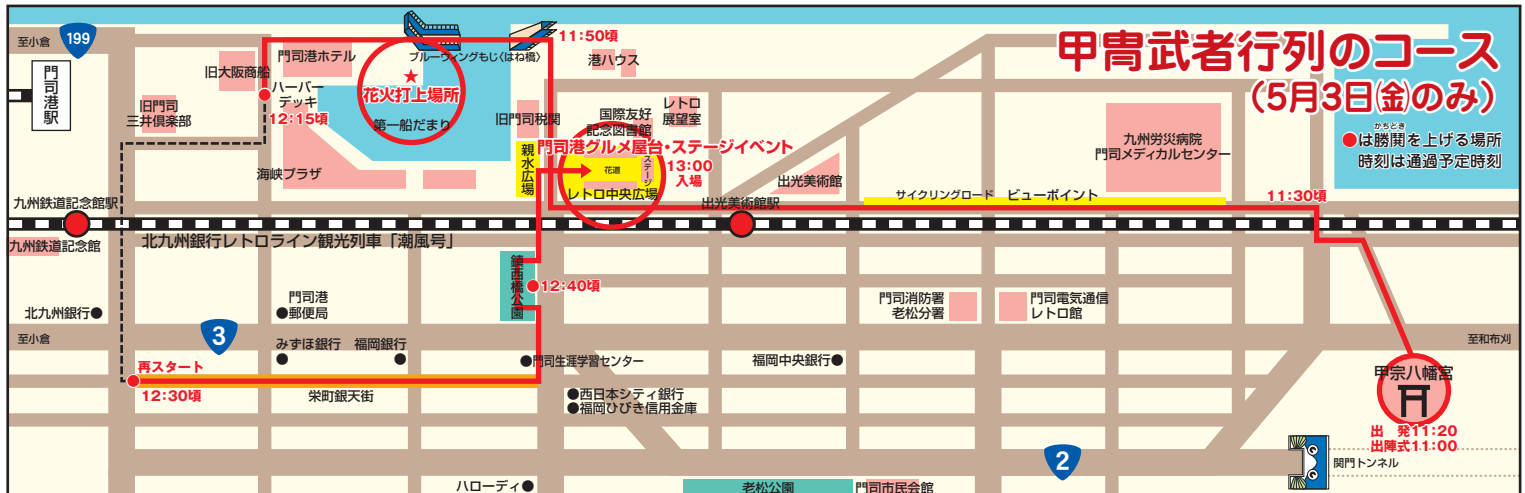 甲冑武者行列のコース
(5月3日㈮のみ)
●は勝鬨を上げる場所
かちどき
時刻は通過予定時刻
至小倉
199
門司港駅
旧大阪商船
門司港ホテル
ブルーウィングもじ〈はね橋〉
11:50頃
港ハウス
ハーバー
デッキ
12:15頃
★
花火打上場所
第一船だまり
旧門司
三井倶楽部
旧門司税関
国際友好
記念図書館
レトロ
展望室
門司港グルメ屋台・ステージイベント
13:00
入場
親水広場
花道
ステージ
レトロ中央広場
海峡プラザ
出光美術館
九州労災病院
門司メディカルセンター
サイクリングロード ビューポイント
11:30頃
九州鉄道記念館駅
出光美術館駅
九州鉄道記念館
北九州銀行レトロライン観光列車「潮風号」
鎮西橋公園
12:40頃
北九州銀行●
門司港
●郵便局
門司消防署
老松分署
門司電気通信
レトロ館
至小倉
3
至和布刈
みずほ銀行
福岡銀行
●門司生涯学習センター
福岡中央銀行●
再スタート
12:30頃
栄町銀天街
●西日本シティ銀行
●福岡ひびき信用金庫
甲宗八幡宮
出 発11:20
出陣式11:00
2
関門トンネル
ハローディ●
老松公園
門司市民会館